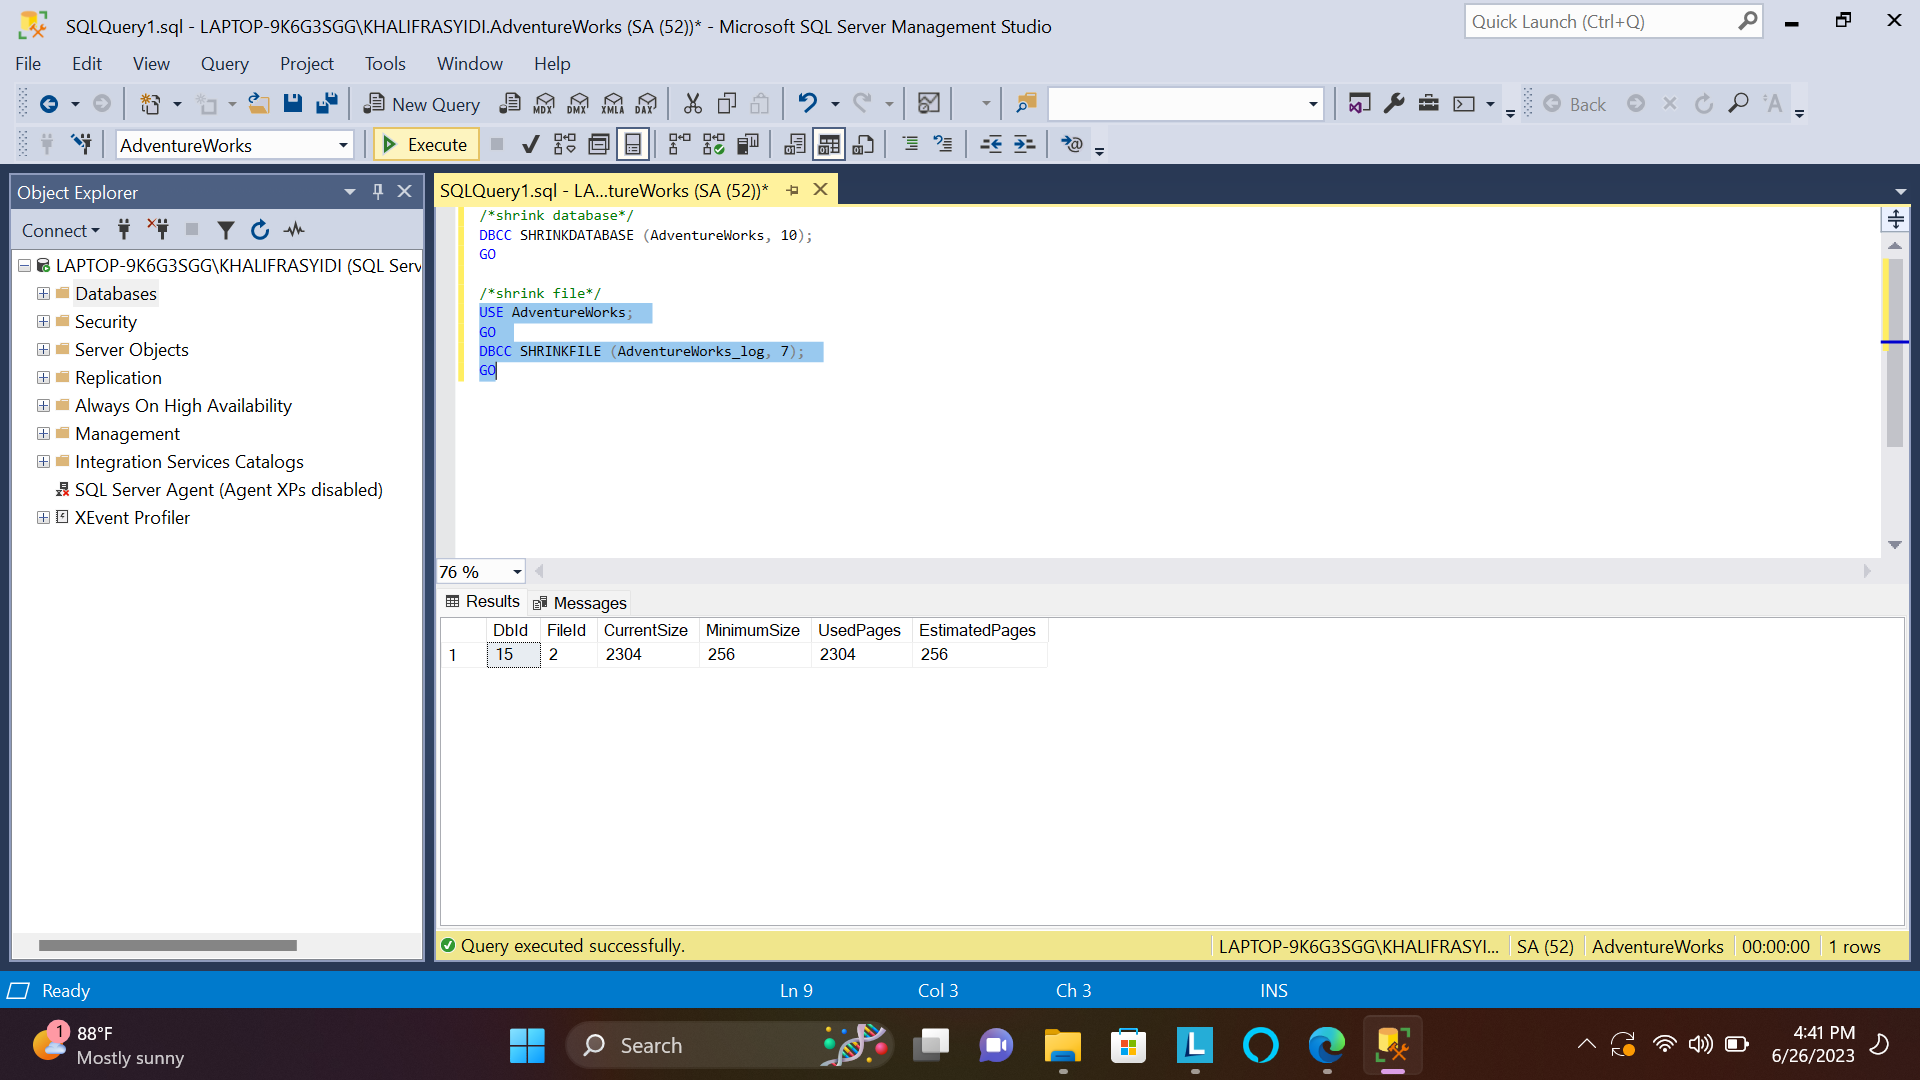 SQLQuery1.sql - LAPTOP-9K6G3SGG\KHALIFRASYIDI.AdventureWorks (SA (52))* - Microsoft SQL Server Management Studio
Quick Launch (Ctrl+Q)
File Edit View Query Project Tools Window Help
New Query
MDX DMX XMLA DAX
Back
AdventureWorks
Execute
Object Explorer
Connect
LAPTOP-9K6G3SGG\KHALIFRASYIDI (SQL Serv
Databases
Security
Server Objects
Replication
Always On High Availability
Management
Integration Services Catalogs
SQL Server Agent (Agent XPs disabled)
XEvent Profiler
SQLQuery1.sql - LA...tureWorks (SA (52))*
/*shrink database*/
DBCC SHRINKDATABASE (AdventureWorks, 10);
GO
/*shrink file*/
USE AdventureWorks;
GO
DBCC SHRINKFILE (AdventureWorks_log, 7);
GO
76 %
Results Messages
DbId FileId CurrentSize MinimumSize UsedPages EstimatedPages
1 15 2 2304 256 2304 256
Query executed successfully.
LAPTOP-9K6G3SGG\KHALIFRASYI... SA (52) AdventureWorks 00:00:00 1 rows
Ready Ln 9 Col 3 Ch 3 INS
1
88°F
Mostly sunny
Search
L
4:41 PM
6/26/2023